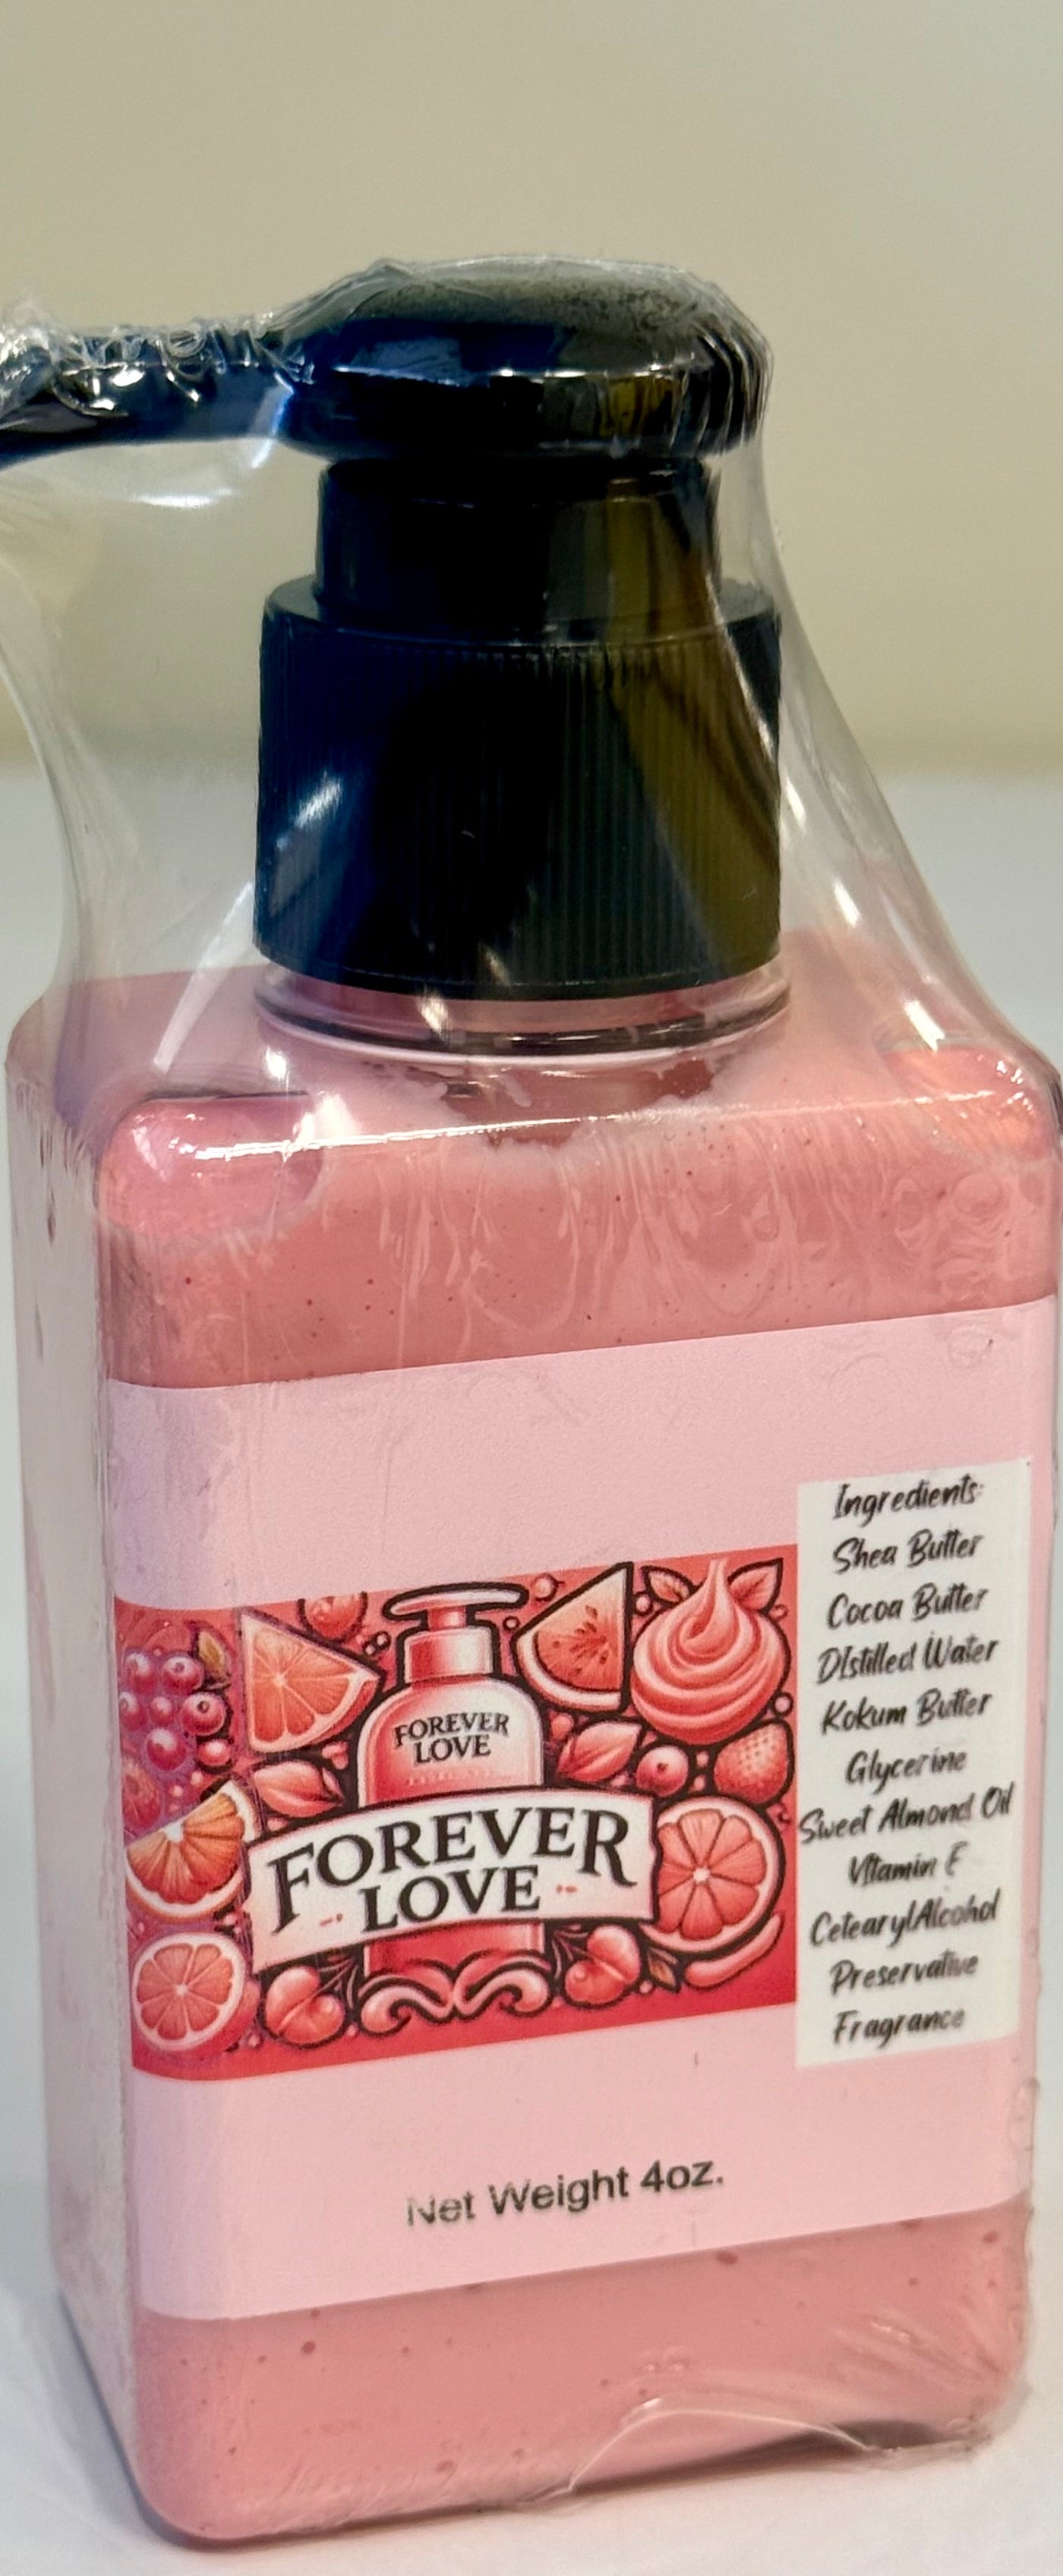 FOREVER
LOVE
FOREVER
LOVE
Ingredients:
Shea Butter
Cocoa Butter
DIstilled Water
Kokum Butter
Glycerine
Sweet Almond Oil
VItamin E
CetearylAlcohol
Preservative
Fragrance
Net Weight 4oz.